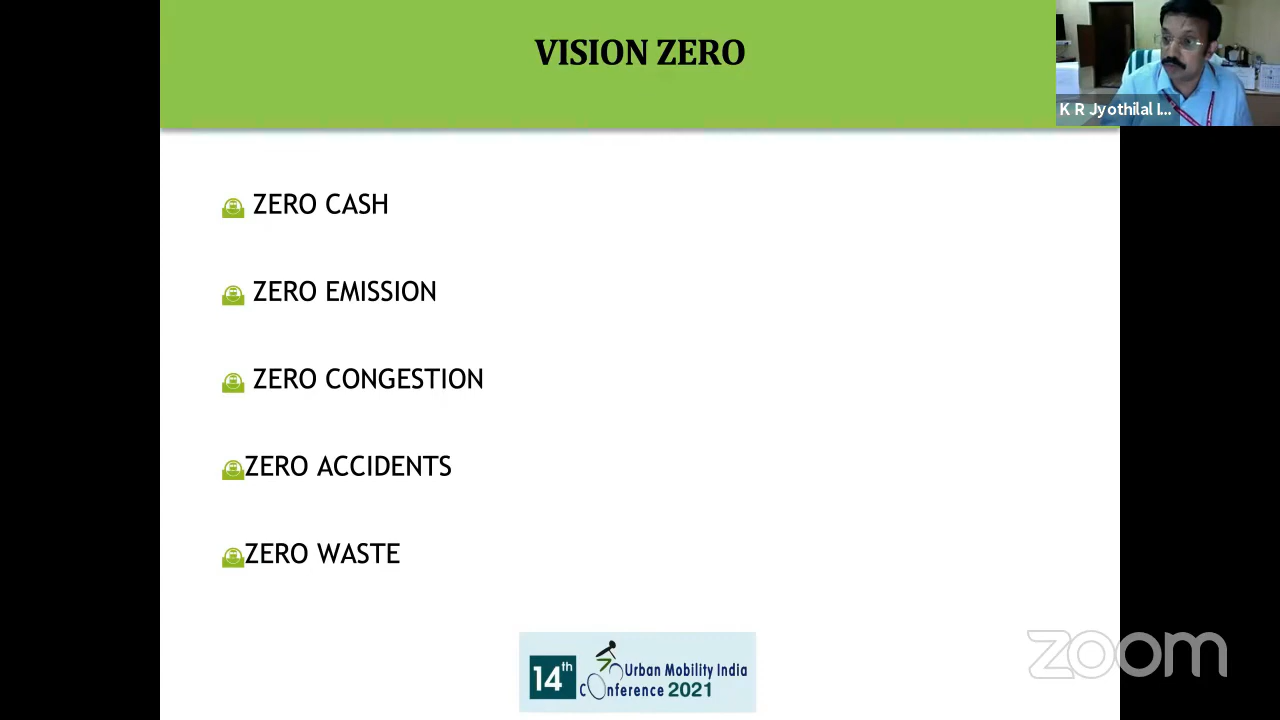 VISION ZERO
K R Jyothilal I...
ZERO CASH
ZERO EMISSION
ZERO CONGESTION
ZERO ACCIDENTS
ZERO WASTE
14th Urban Mobility India
Conference 2021
zoom